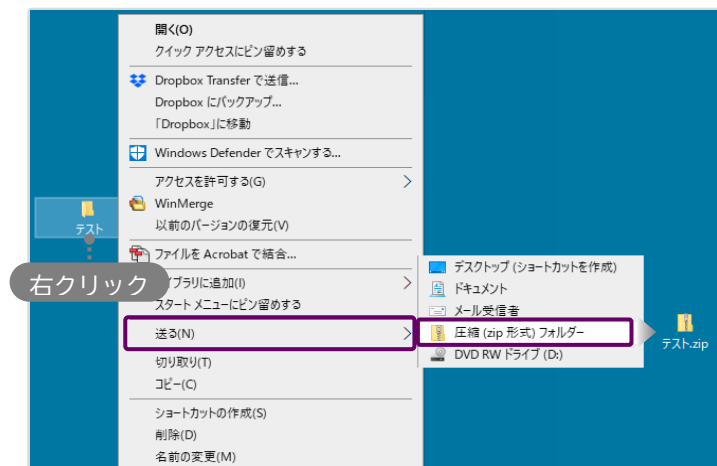 開く(O)
クイック アクセスにピン留めする
Dropbox Transfer で送信...
Dropbox にバックアップ...
「Dropbox」に移動
Windows Defender でスキャンする...
アクセスを許可する(G)
WinMerge
以前のバージョンの復元(V)
テスト
ファイルを Acrobat で結合...
右クリック
イブラリに追加(I)
スタート メニューにピン留めする
送る(N)
切り取り(T)
コピー(C)
ショートカットの作成(S)
削除(D)
名前の変更(M)
デスクトップ (ショートカットを作成)
ドキュメント
メール受信者
圧縮 (zip 形式) フォルダー
DVD RW ドライブ (D:)
テスト.zip